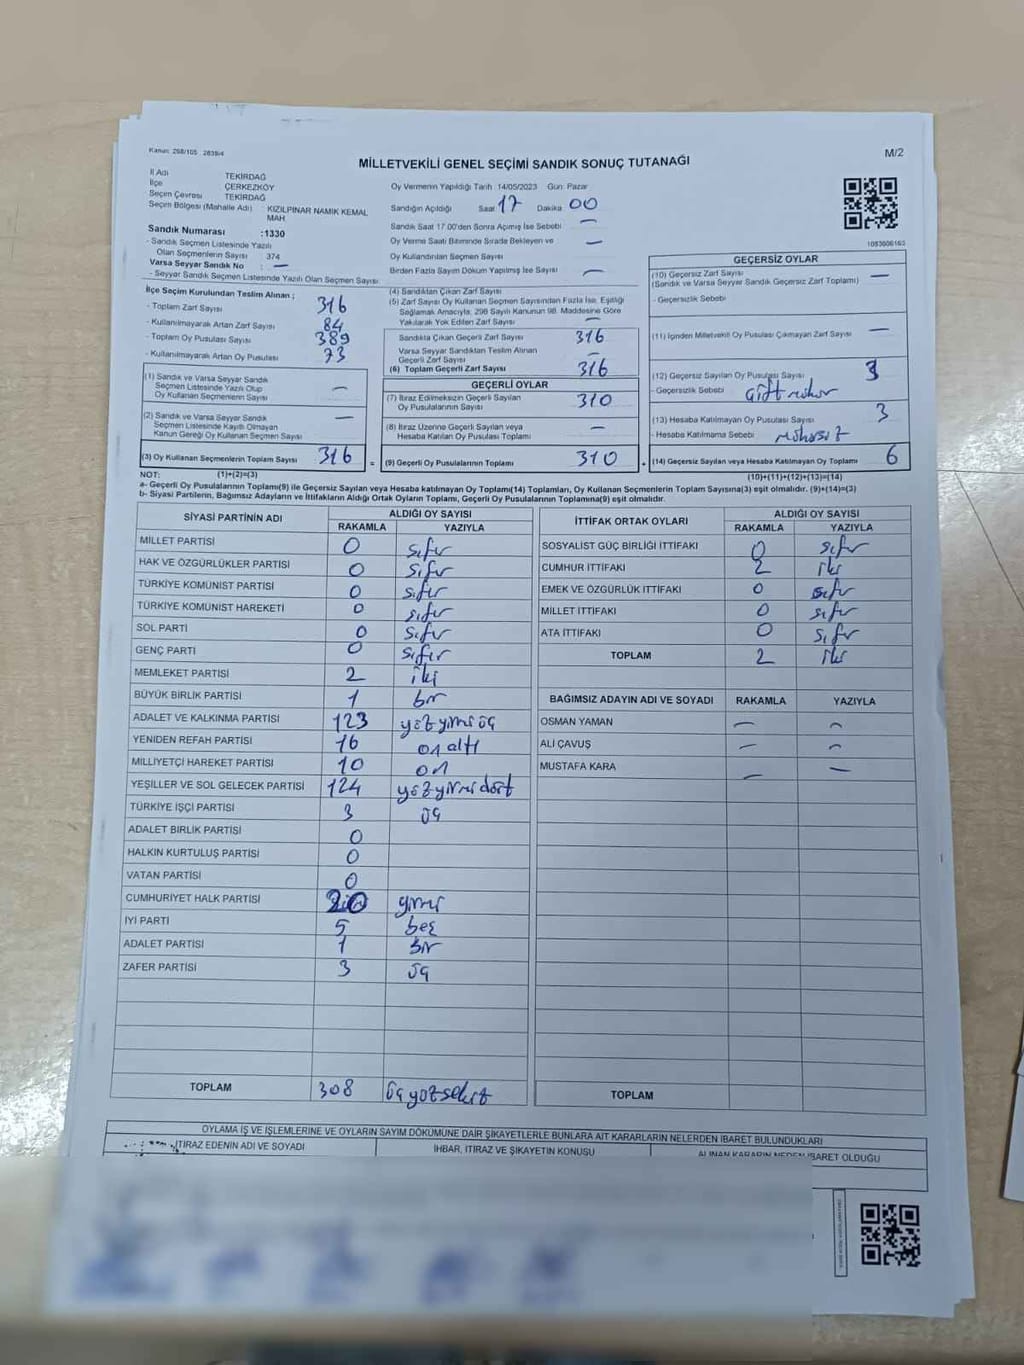 Kanun: 298/105 2839/4
M/2
MİLLETVEKİLİ GENEL SEÇİMİ SANDIK SONUÇ TUTANAĞI
İl Adı TEKİRDAĞ
İlçe ÇERKEZKÖY
Seçim Çevresi TEKİRDAĞ
Seçim Bölgesi (Mahalle Adı) : KIZILPINAR NAMIK KEMAL MAH
Sandık Numarası :1330
- Sandık Seçmen Listesinde Yazılı
Olan Seçmenlerin Sayısı 374
Varsa Seyyar Sandık No : —
- Seyyar Sandık Seçmen Listesinde Yazılı Olan Seçmen Sayısı
İlçe Seçim Kurulundan Teslim Alınan ;
- Toplam Zarf Sayısı 316
- Kullanılmayarak Artan Zarf Sayısı 84
- Toplam Oy Pusulası Sayısı 389
- Kullanılmayarak Artan Oy Pusulası 73
(1) Sandık ve Varsa Seyyar Sandık
Seçmen Listesinde Yazılı Olup
Oy Kullanan Seçmenlerin Sayısı —
(2) Sandık ve Varsa Seyyar Sandık
Seçmen Listesinde Kayıtlı Olmayan
Kanun Gereği Oy Kullanan Seçmen Sayısı —
(3) Oy Kullanan Seçmenlerin Toplam Sayısı 316
Oy Vermenin Yapıldığı Tarih 14/05/2023 Gün: Pazar
Sandığın Açıldığı Saat 17 Dakika 00
Sandık Saat 17.00'den Sonra Açılmış İse Sebebi —
Oy Verme Saati Bitiminde Sırada Bekleyen ve —
Oy Kullandırılan Seçmen Sayısı
Birden Fazla Sayım Döküm Yapılmış İse Sayısı —
(4) Sandıktan Çıkan Zarf Sayısı
(5) Zarf Sayısı Oy Kullanan Seçmen Sayısından Fazla İse, Eşitliği
Sağlamak Amacıyla, 298 Sayılı Kanunun 98. Maddesine Göre
Yakılarak Yok Edilen Zarf Sayısı —
Sandıkta Çıkan Geçerli Zarf Sayısı 316
Varsa Seyyar Sandıktan Teslim Alınan
Geçerli Zarf Sayısı —
(6) Toplam Geçerli Zarf Sayısı 316
GEÇERLİ OYLAR
(7) İtiraz Edilmeksizin Geçerli Sayılan
Oy Pusulalarının Sayısı 310
(8) İtiraz Üzerine Geçerli Sayılan veya
Hesaba Katılan Oy Pusulası Toplamı —
= (9) Geçerli Oy Pusulalarının Toplamı 310
1083606163
GEÇERSİZ OYLAR
(10) Geçersiz Zarf Sayısı —
(Sandık ve Varsa Seyyar Sandık Geçersiz Zarf Toplamı)
- Geçersizlik Sebebi
(11) İçinden Milletvekili Oy Pusulası Çıkmayan Zarf Sayısı —
(12) Geçersiz Sayılan Oy Pusulası Sayısı 3
- Geçersizlik Sebebi Çift mühür
(13) Hesaba Katılmayan Oy Pusulası Sayısı 3
- Hesaba Katılmama Sebebi mühürsüz
+ (14) Geçersiz Sayılan veya Hesaba Katılmayan Oy Toplamı 6
NOT: (1)+(2)=(3) (10)+(11)+(12)+(13)=(14)
a- Geçerli Oy Pusulalarının Toplamı(9) ile Geçersiz Sayılan veya Hesaba katılmayan Oy Toplamı(14) Toplamları, Oy Kullanan Seçmenlerin Toplam Sayısına(3) eşit olmalıdır. (9)+(14)=(3)
b- Siyasi Partilerin, Bağımsız Adayların ve İttifakların Aldığı Ortak Oyların Toplamı, Geçerli Oy Pusulalarının Toplamına(9) eşit olmalıdır.
SİYASİ PARTİNİN ADI ALDIĞI OY SAYISI
RAKAMLA YAZIYLA
MİLLET PARTİSİ 0 sıfır
HAK VE ÖZGÜRLÜKLER PARTİSİ 0 sıfır
TÜRKİYE KOMÜNİST PARTİSİ 0 sıfır
TÜRKİYE KOMÜNİST HAREKETİ 0 sıfır
SOL PARTİ 0 sıfır
GENÇ PARTİ 0 sıfır
MEMLEKET PARTİSİ 2 iki
BÜYÜK BİRLİK PARTİSİ 1 bir
ADALET VE KALKINMA PARTİSİ 123 yüz yirmi üç
YENİDEN REFAH PARTİSİ 16 on altı
MİLLİYETÇİ HAREKET PARTİSİ 10 on
YEŞİLLER VE SOL GELECEK PARTİSİ 124 yüz yirmi dört
TÜRKİYE İŞÇİ PARTİSİ 3 üç
ADALET BİRLİK PARTİSİ 0
HALKIN KURTULUŞ PARTİSİ 0
VATAN PARTİSİ 0
CUMHURİYET HALK PARTİSİ 20 yirmi
İYİ PARTİ 5 beş
ADALET PARTİSİ 1 bir
ZAFER PARTİSİ 3 üç
TOPLAM 308 üç yüz sekiz
İTTİFAK ORTAK OYLARI ALDIĞI OY SAYISI
RAKAMLA YAZIYLA
SOSYALİST GÜÇ BİRLİĞİ İTTİFAKI 0 sıfır
CUMHUR İTTİFAKI 2 iki
EMEK VE ÖZGÜRLÜK İTTİFAKI 0 sıfır
MİLLET İTTİFAKI 0 sıfır
ATA İTTİFAKI 0 sıfır
TOPLAM 2 iki
BAĞIMSIZ ADAYIN ADI VE SOYADI RAKAMLA YAZIYLA
OSMAN YAMAN — —
ALİ ÇAVUŞ — —
MUSTAFA KARA — —
TOPLAM
OYLAMA İŞ VE İŞLEMLERİNE VE OYLARIN SAYIM DÖKÜMÜNE DAİR ŞİKAYETLERLE BUNLARA AİT KARARLARIN NELERDEN İBARET BULUNDUKLARI
İTİRAZ EDENİN ADI VE SOYADI İHBAR, İTİRAZ VE ŞİKAYETİN KONUSU ALINAN KARARIN NEDEN İBARET OLDUĞU